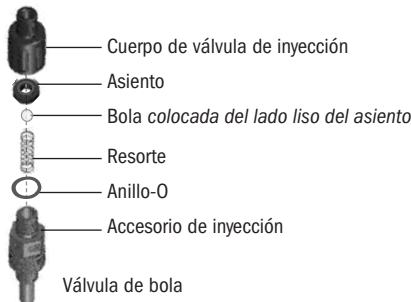 Cuerpo de válvula de inyección
Asiento
Bola colocada del lado liso del asiento
Resorte
Anillo-O
Accesorio de inyección
Válvula de bola